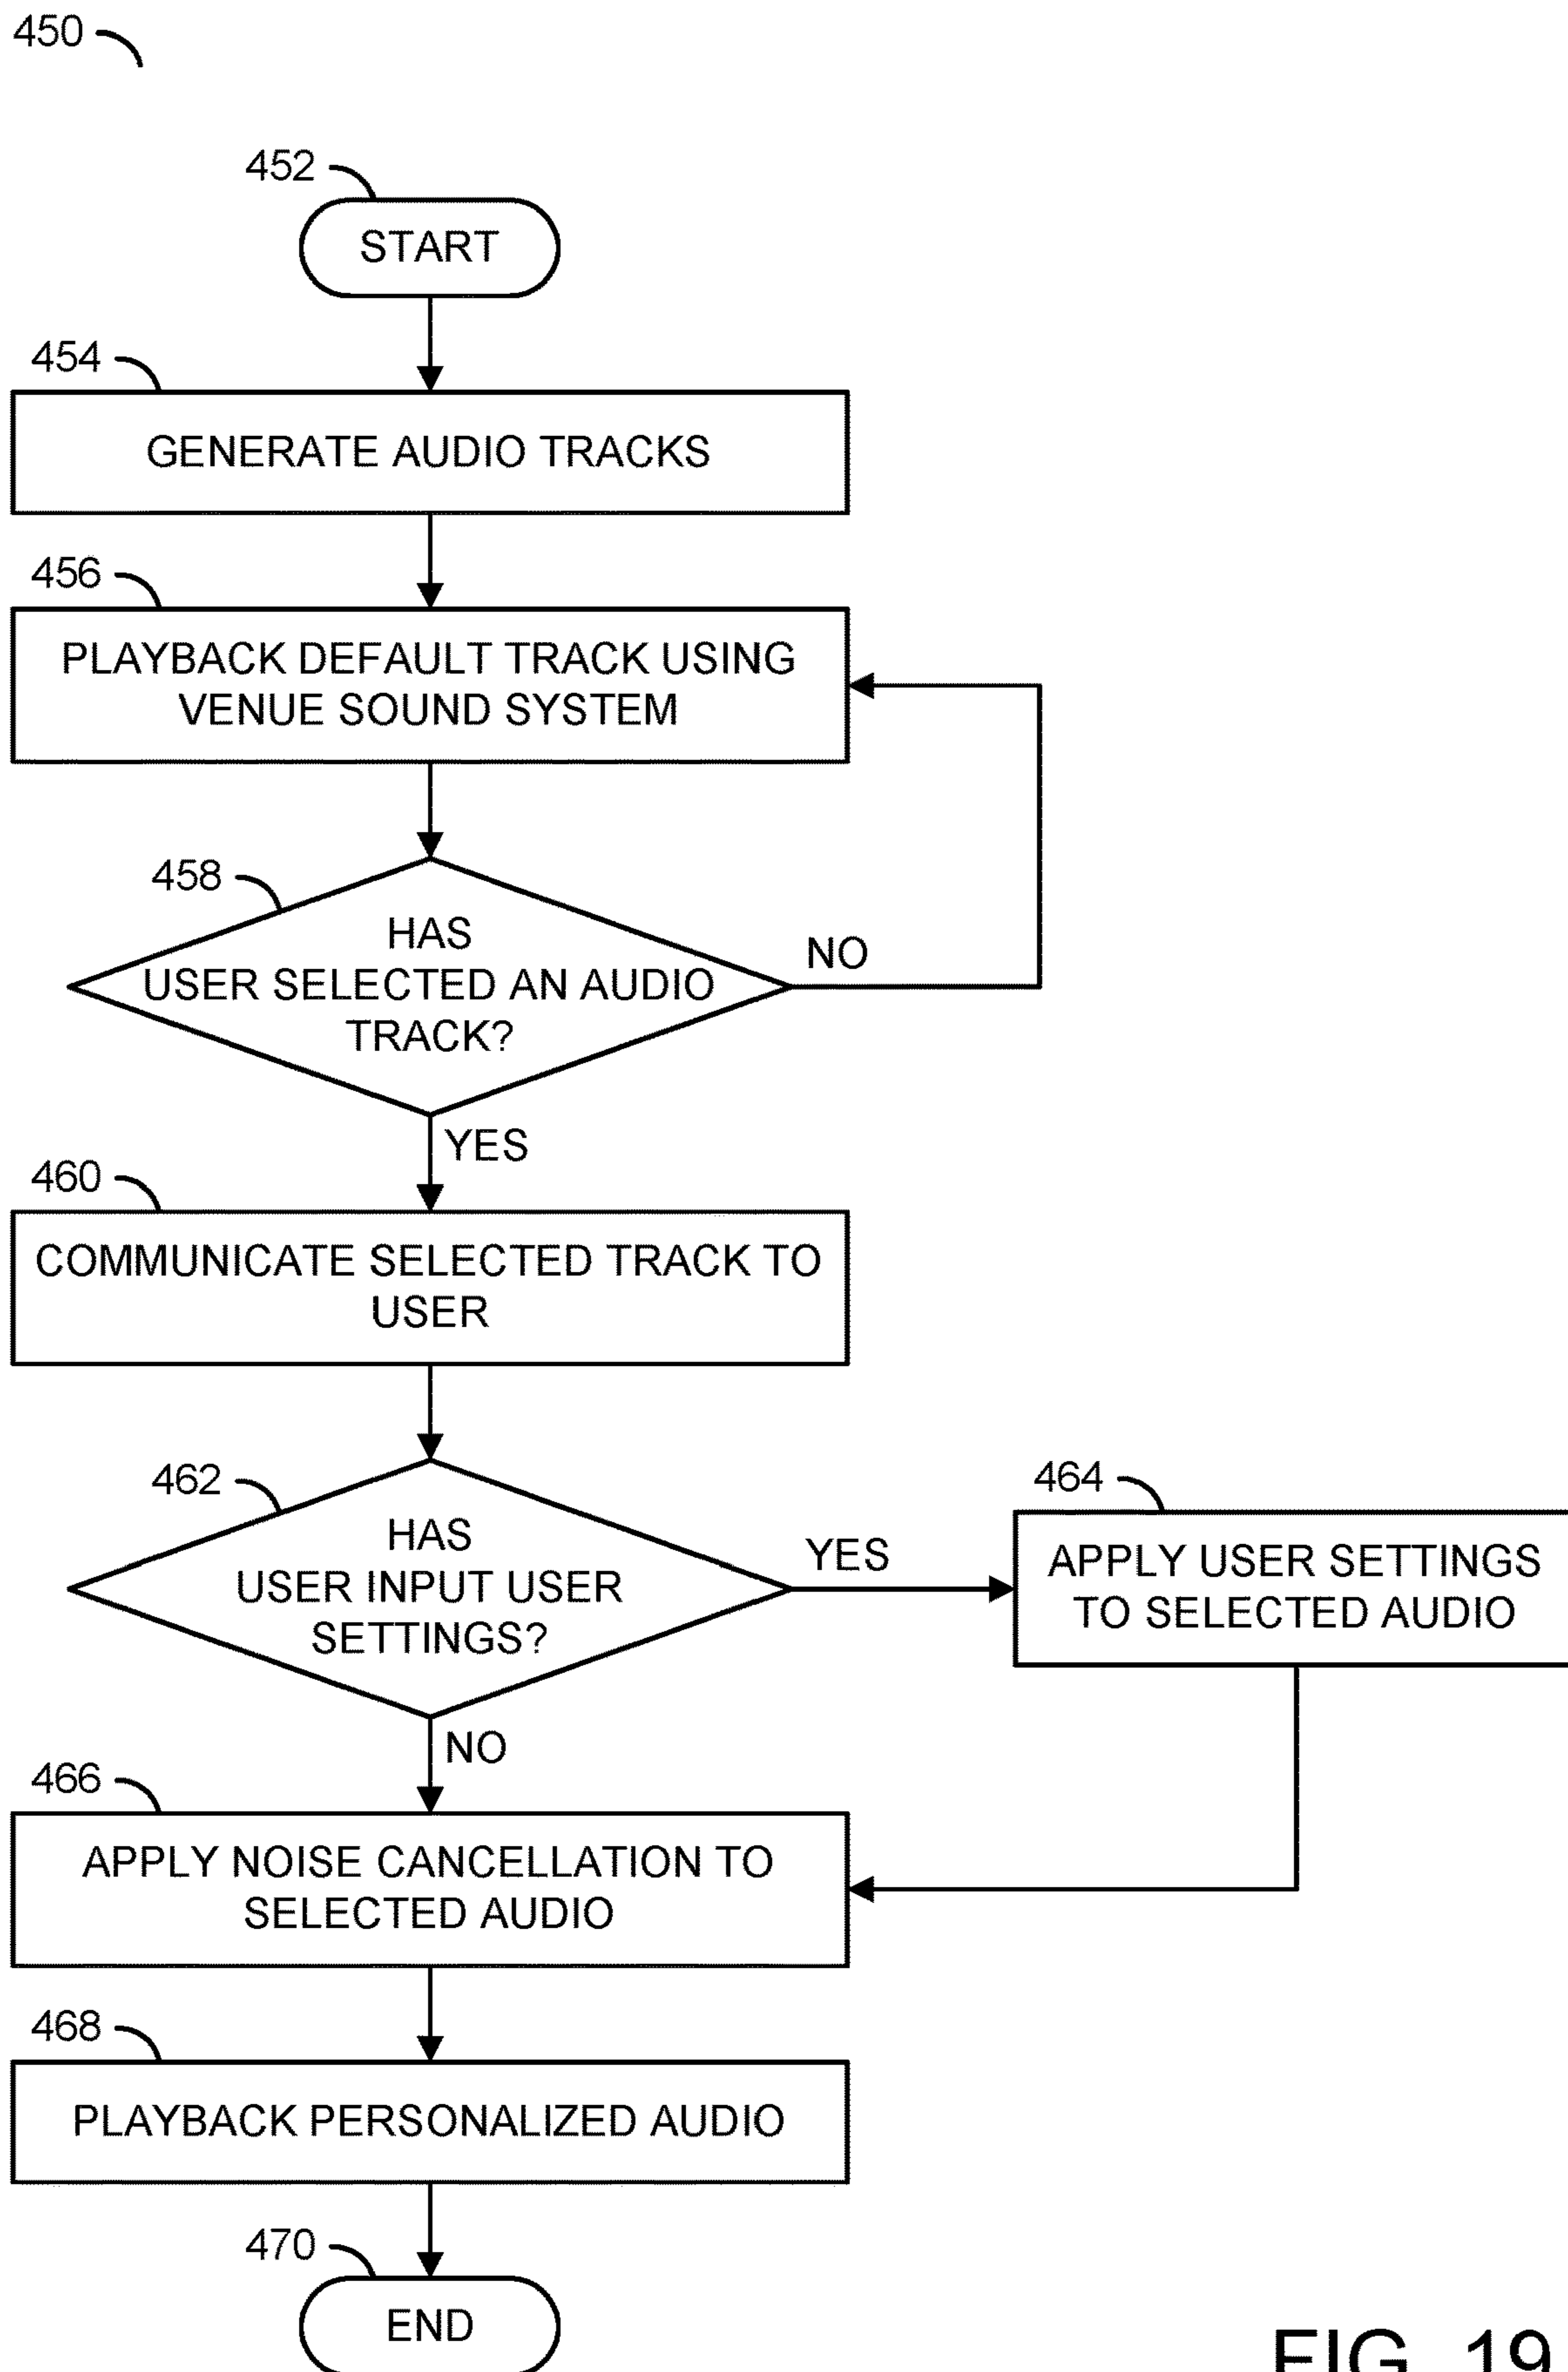 450
452
START
454
GENERATE AUDIO TRACKS
456
PLAYBACK DEFAULT TRACK USING
VENUE SOUND SYSTEM
458
HAS
USER SELECTED AN AUDIO
TRACK?
NO
YES
460
COMMUNICATE SELECTED TRACK TO
USER
462
HAS
USER INPUT USER
SETTINGS?
YES
464
APPLY USER SETTINGS
TO SELECTED AUDIO
NO
466
APPLY NOISE CANCELLATION TO
SELECTED AUDIO
468
PLAYBACK PERSONALIZED AUDIO
470
END
FIG. 19